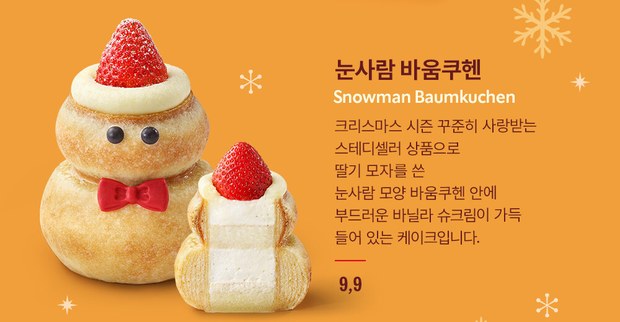 눈사람 바움쿠헨
Snowman Baumkuchen
크리스마스 시즌 꾸준히 사랑받는
스테디셀러 상품으로
딸기 모자를 쓴
눈사람 모양 바움쿠헨 안에
부드러운 바닐라 슈크림이 가득
들어 있는 케이크입니다.
9,9